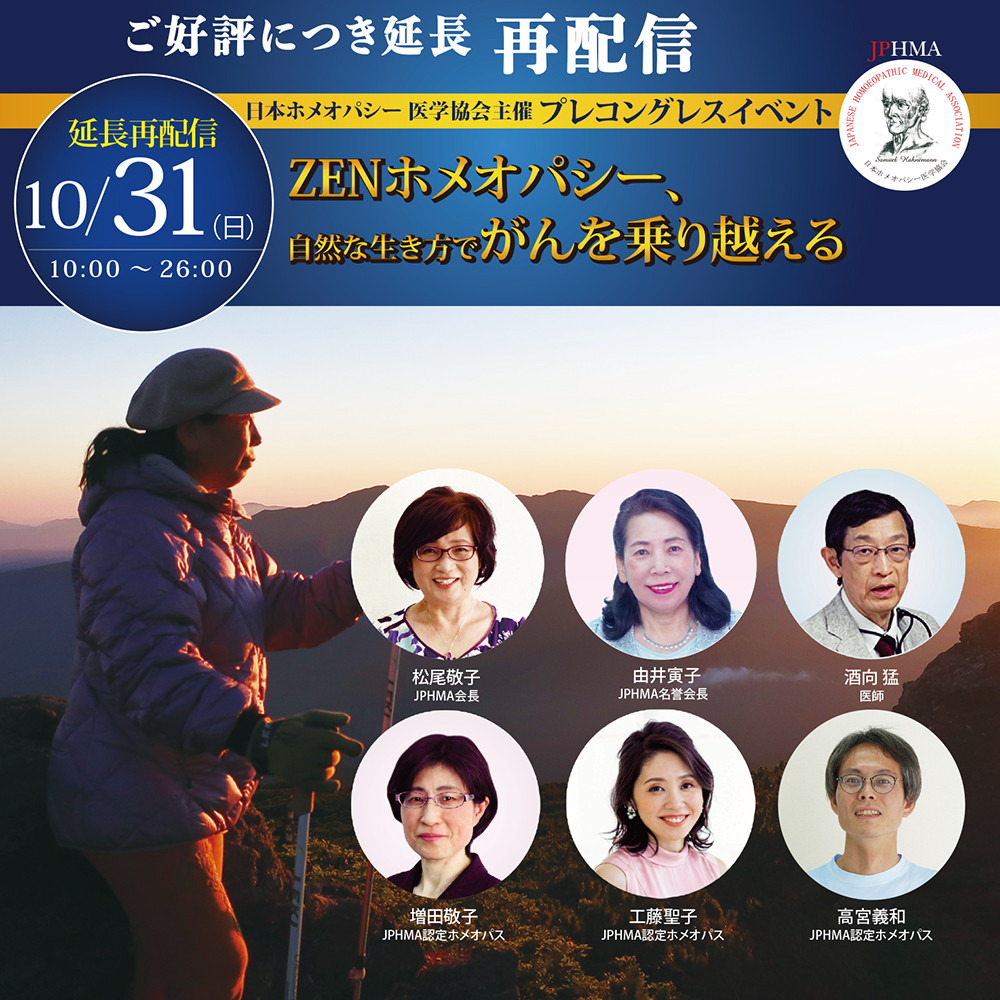 ご好評につき延長 再配信
JPHMA
JAPANESE HOMOEOPATHIC MEDICAL ASSOCIATION
Samuel Hahnemann
日本ホメオパシー医学協会
日本ホメオパシー 医学協会主催 プレコングレスイベント
延長再配信
10/31(日)
10:00 ～ 26:00
ZENホメオパシー、
自然な生き方でがんを乗り越える
松尾敬子
JPHMA会長
由井寅子
JPHMA名誉会長
酒向 猛
医師
増田敬子
JPHMA認定ホメオパス
工藤聖子
JPHMA認定ホメオパス
高宮義和
JPHMA認定ホメオパス